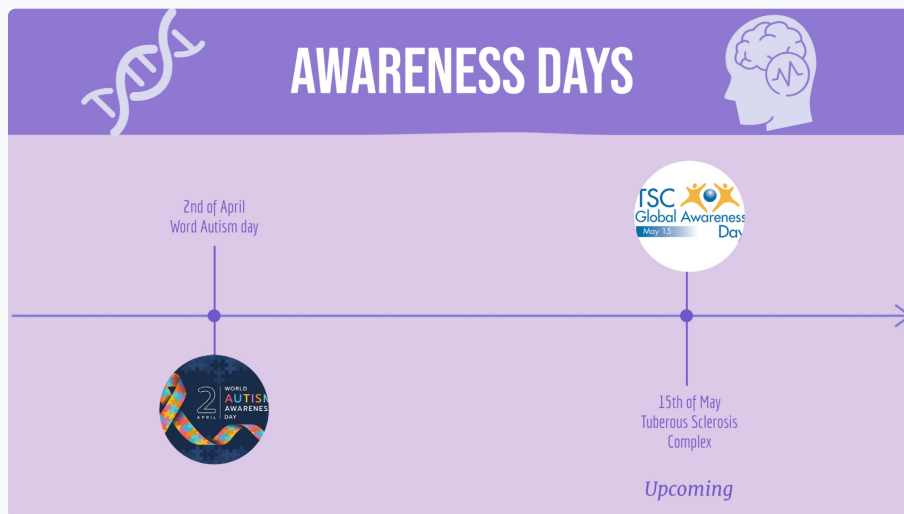 AWARENESS DAYS
2nd of April
Word Autism day
2
APRIL
WORLD
AUTISM
AWARENES
DAY
TSC
Global Awareness
May 15
Day
15th of May
Tuberous Sclerosis
Complex
Upcoming